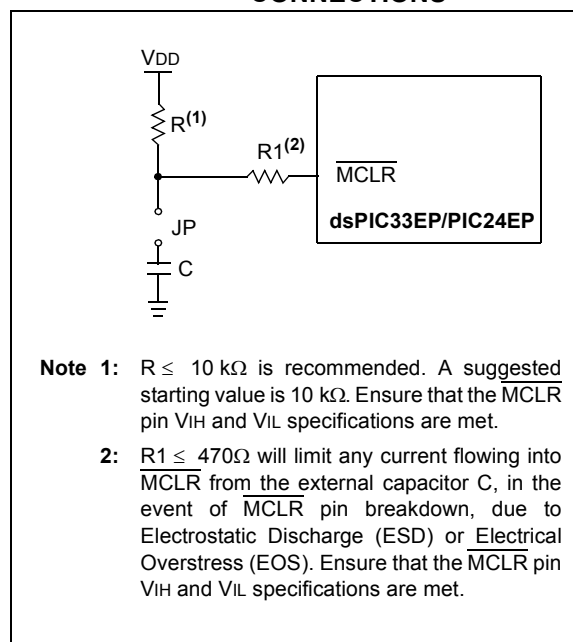 CONNECTIONS
VDD
R(1)
R1(2)
MCLR
JP
dsPIC33EP/PIC24EP
C
Note 1: R ≤ 10 kΩ is recommended. A suggested
starting value is 10 kΩ. Ensure that the MCLR
pin VIH and VIL specifications are met.
2: R1 ≤ 470Ω will limit any current flowing into
MCLR from the external capacitor C, in the
event of MCLR pin breakdown, due to
Electrostatic Discharge (ESD) or Electrical
Overstress (EOS). Ensure that the MCLR pin
VIH and VIL specifications are met.